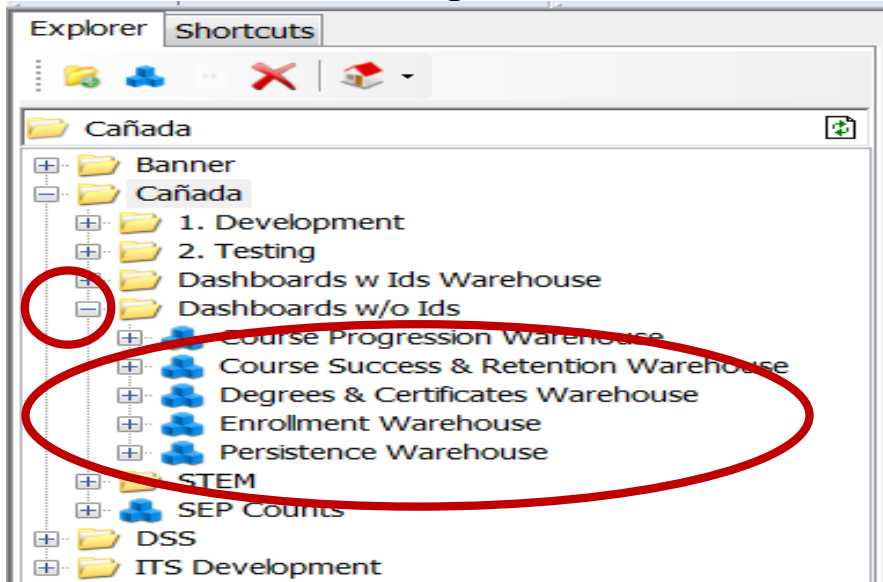 Explorer Shortcuts
Cañada
Banner
Cañada
1. Development
2. Testing
Dashboards w Ids Warehouse
Dashboards w/o Ids
Course Progression Warehouse
Course Success & Retention Warehouse
Degrees & Certificates Warehouse
Enrollment Warehouse
Persistence Warehouse
STEM
SEP Counts
DSS
ITS Development